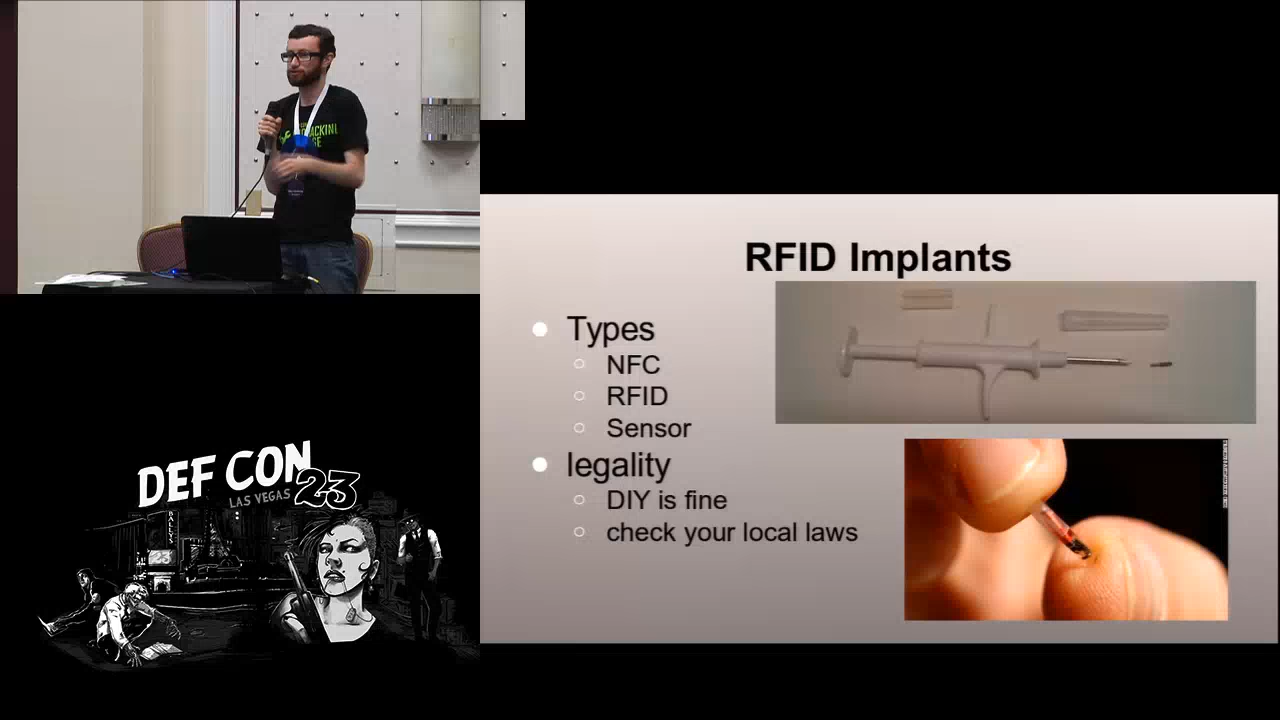 RFID Implants
Types
NFC
RFID
Sensor
legality
DIY is fine
check your local laws
DEF CON
LAS VEGAS 23
BALLY'S